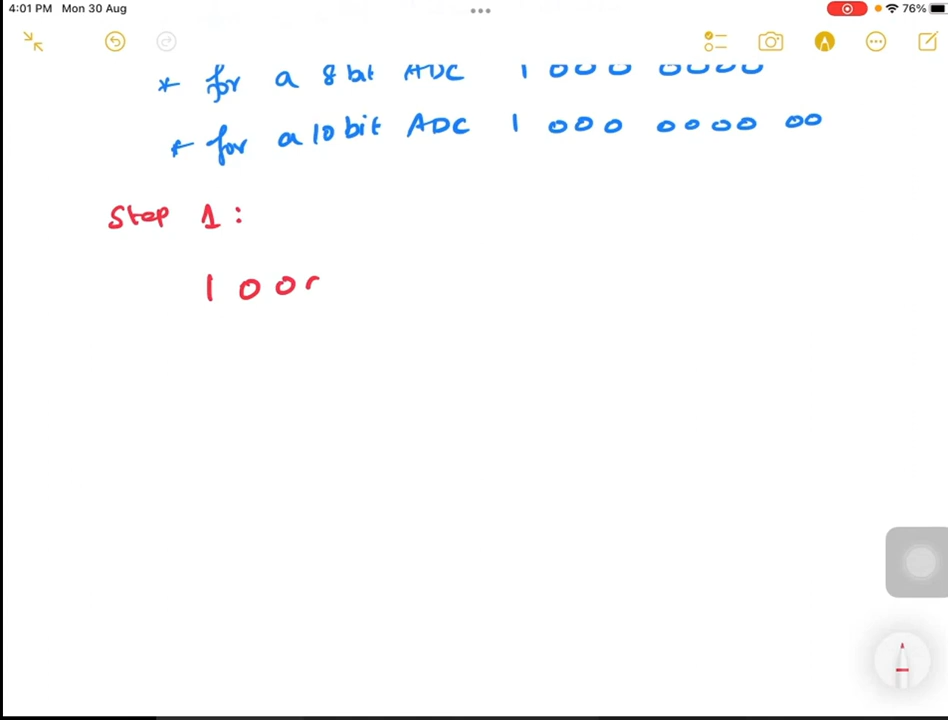 4:01 PM Mon 30 Aug 76%
* for a 8 bit ADC 1 000 0000
* for a 10 bit ADC 1 000 0000 00
Step 1:
1 0 0